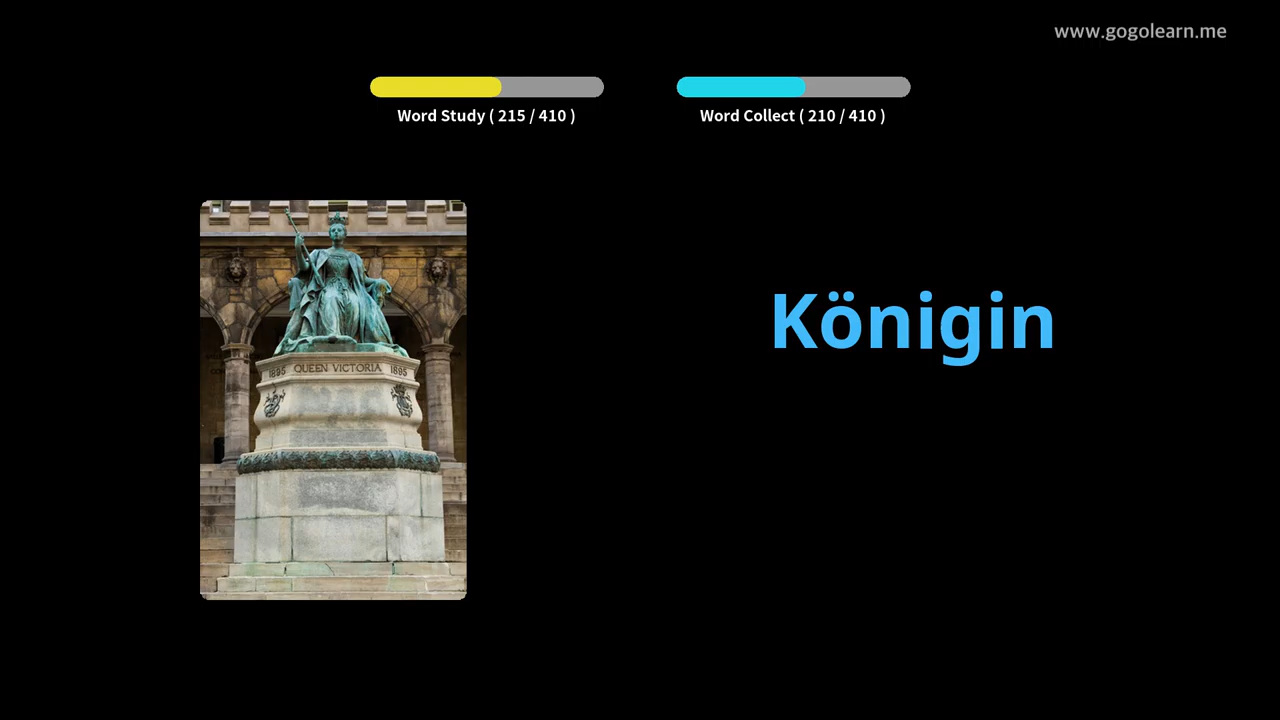 www.gogolearn.me
Word Study ( 215 / 410 )
Word Collect ( 210 / 410 )
Königin
1895 QUEEN VICTORIA 1895